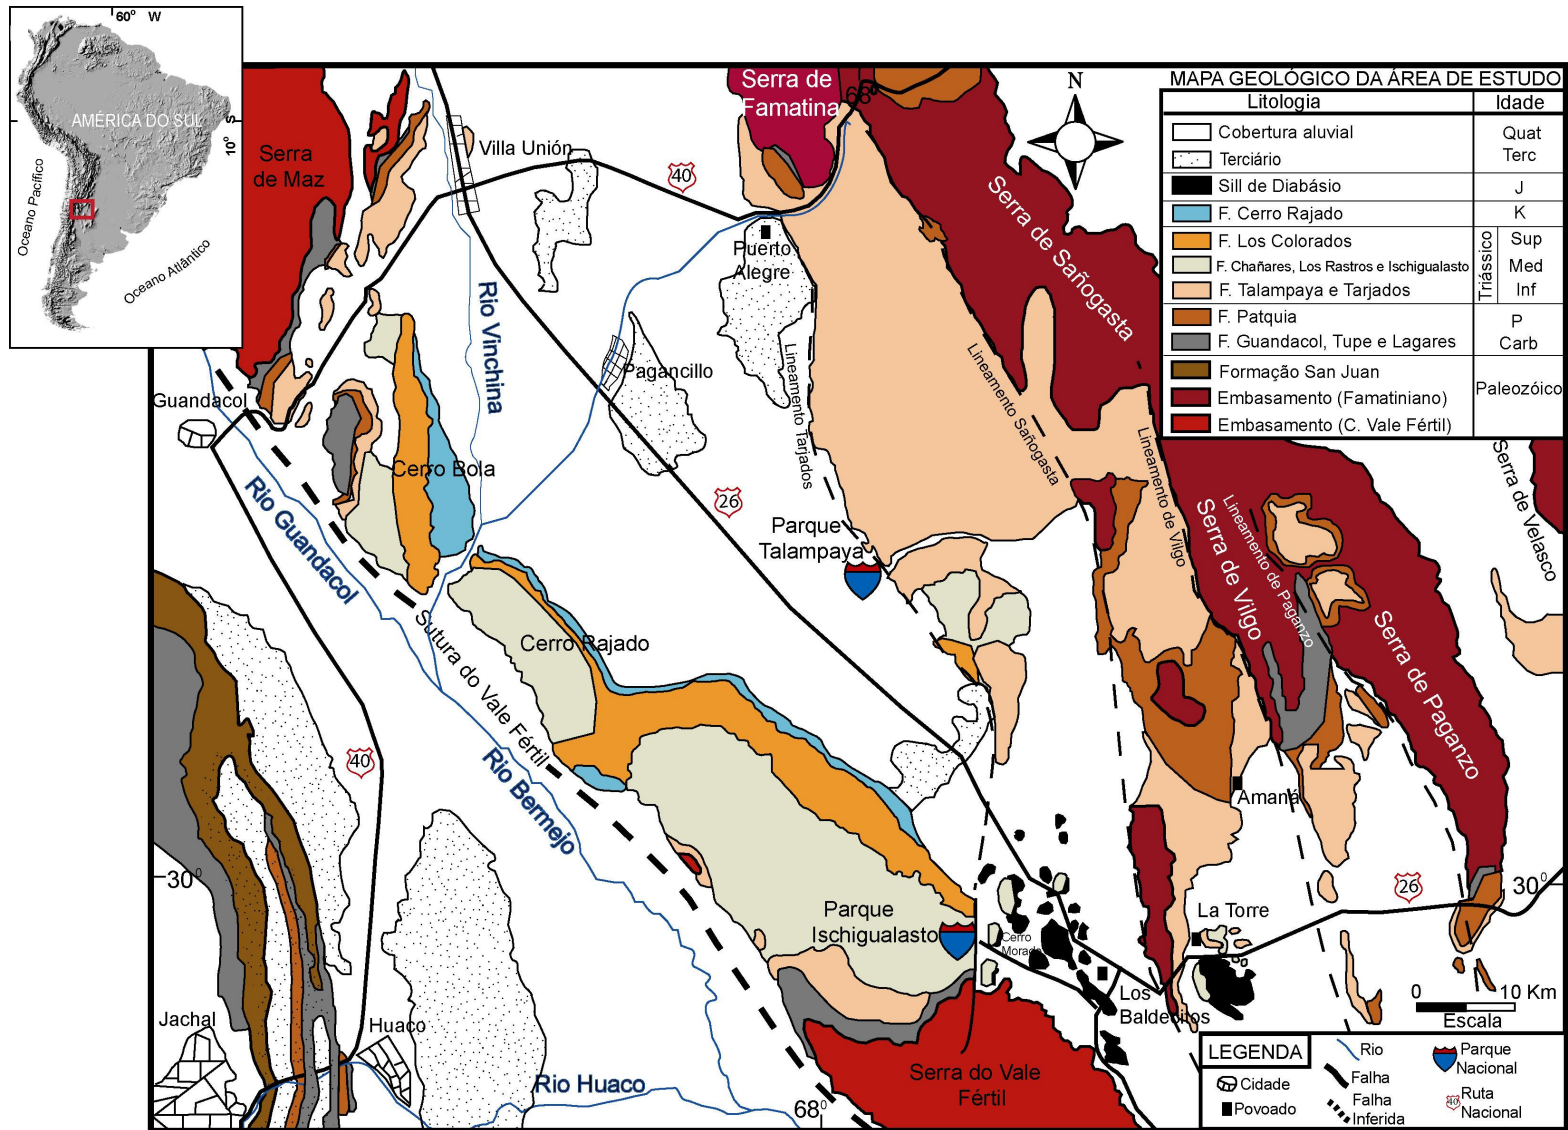 60° W
AMÉRICA DO SUL
10° S
Oceano Pacífico
Oceano Atlântico
MAPA GEOLÓGICO DA ÁREA DE ESTUDO
Litologia
Idade
Cobertura aluvial
Quat
Terciário
Terc
Sill de Diabásio
J
F. Cerro Rajado
K
F. Los Colorados
Sup
F. Chañares, Los Rastros e Ischigualasto
Med
F. Talampaya e Tarjados
Inf
Triássico
F. Patquia
P
F. Guandacol, Tupe e Lagares
Carb
Formação San Juan
Embasamento (Famatiniano)
Paleozóico
Embasamento (C. Vale Fértil)
Serra de
Famatina
68°
N
Serra
de Maz
Villa Unión
40
Serra de Sañogasta
Puerto
Alegre
Rio Vinchina
Pagancillo
Lineamento Tarjados
Lineamento Sañogasta
Lineamento de Vilgo
Guandacol
Cerro Bola
Rio Guandacol
26
Parque
Talampaya
Serra de Vilgo
Lineamento de Paganzo
Serra de Velasco
Serra de Paganzo
Cerro Rajado
Sutura do Vale Fértil
40
Rio Bermejo
Amaná
30°
30°
26
Parque
Ischigualasto
La Torre
Cerro
Morado
Los
Baldecitos
0 10 Km
Escala
Jachal
Huaco
Rio Huaco
Serra do Vale
Fértil
68°
LEGENDA
Cidade
Povoado
Rio
Falha
Falha
Inferida
Parque
Nacional
40
Ruta
Nacional